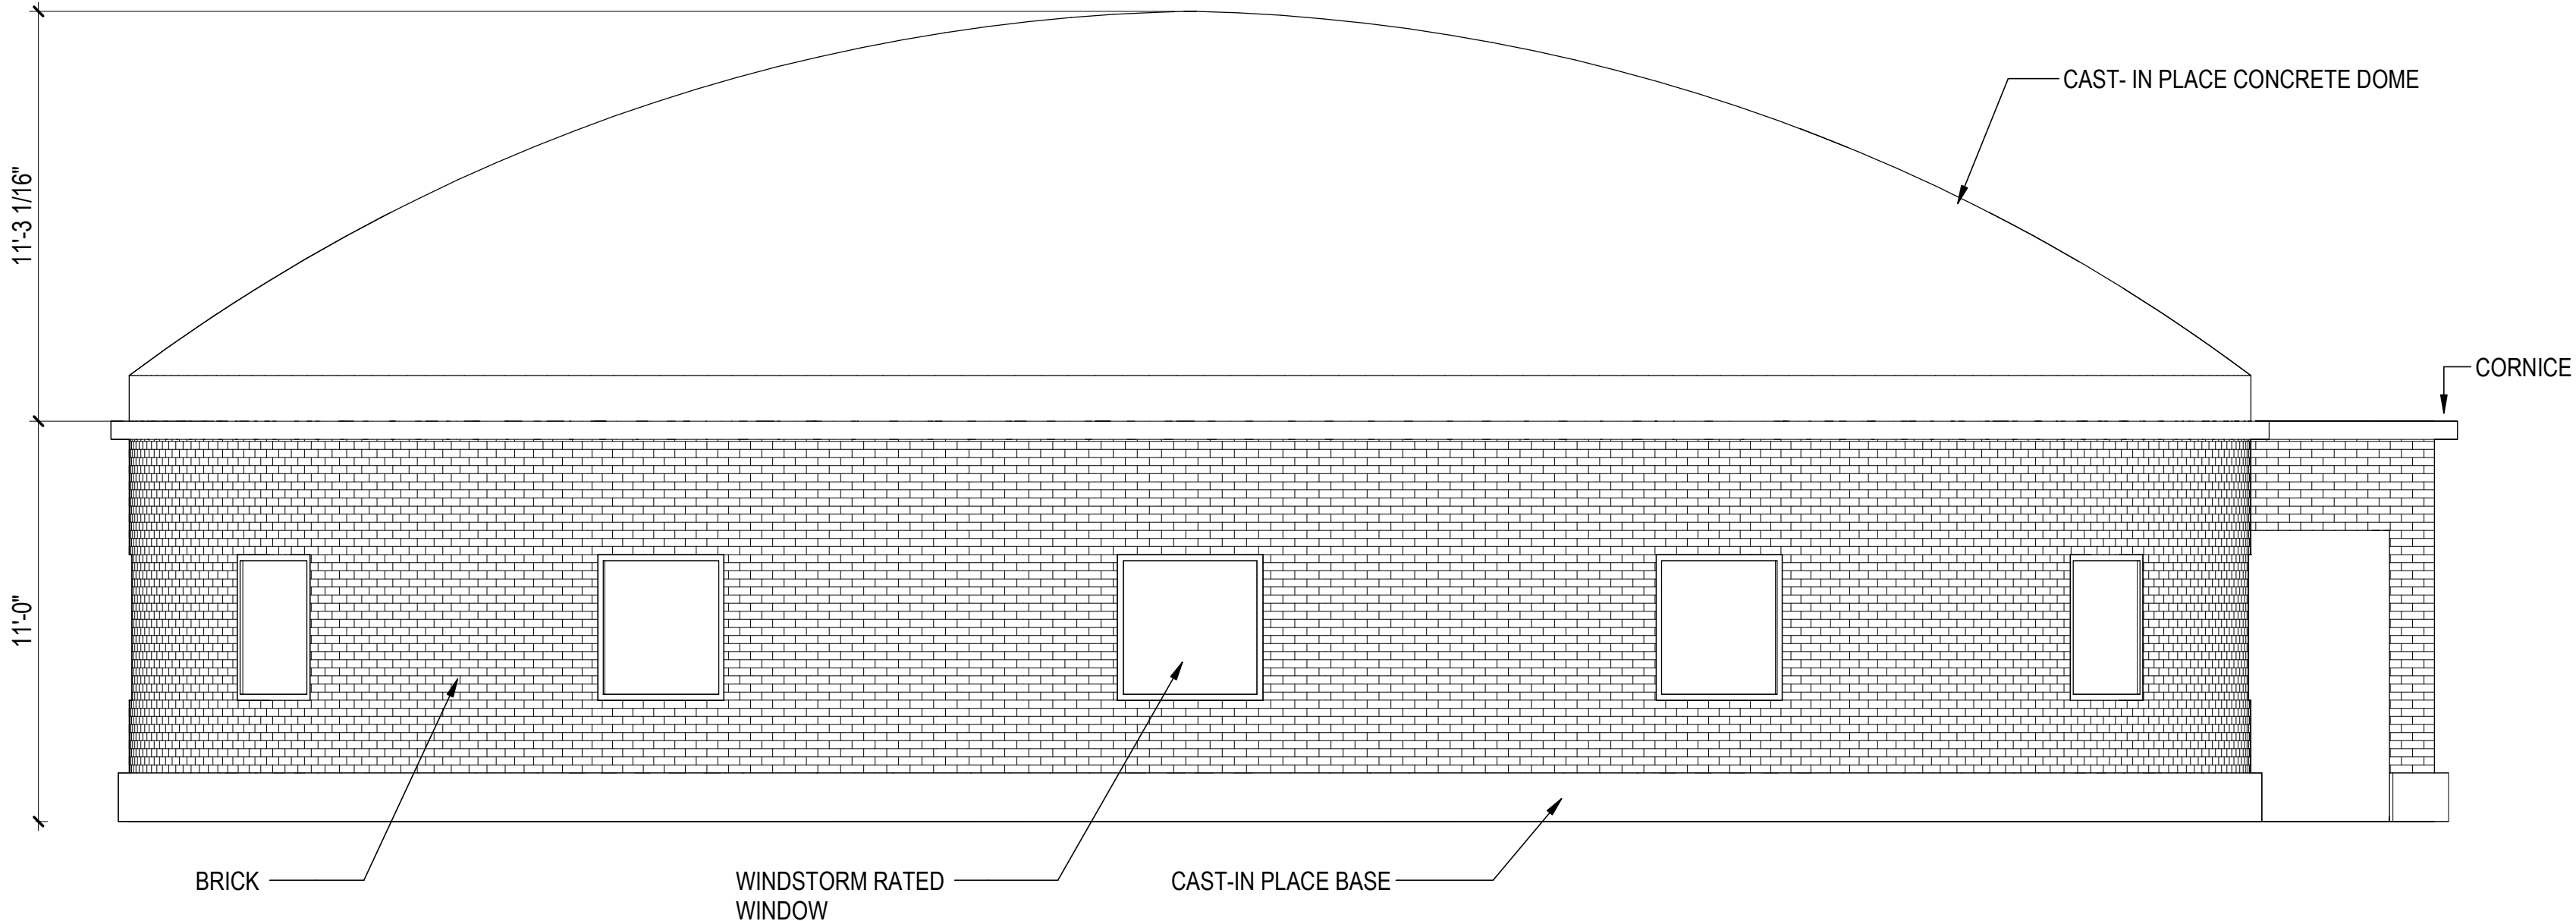 CAST- IN PLACE CONCRETE DOME
11'-3 1/16"
CORNICE
11'-0"
BRICK
WINDSTORM RATED
WINDOW
CAST-IN PLACE BASE